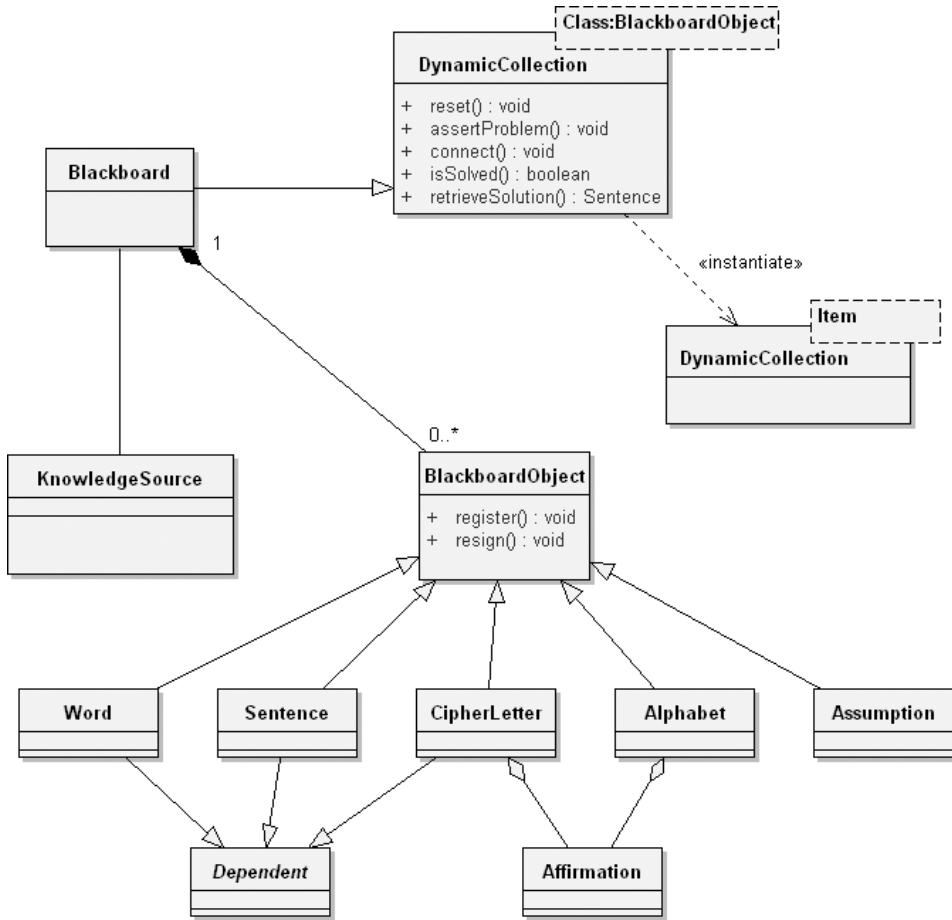 Class:BlackboardObject
DynamicCollection
+ reset() : void
+ assertProblem() : void
+ connect() : void
+ isSolved() : boolean
+ retrieveSolution() : Sentence
Blackboard
1
«instantiate»
Item
DynamicCollection
0..*
KnowledgeSource
BlackboardObject
+ register() : void
+ resign() : void
Word
Sentence
CipherLetter
Alphabet
Assumption
Dependent
Affirmation